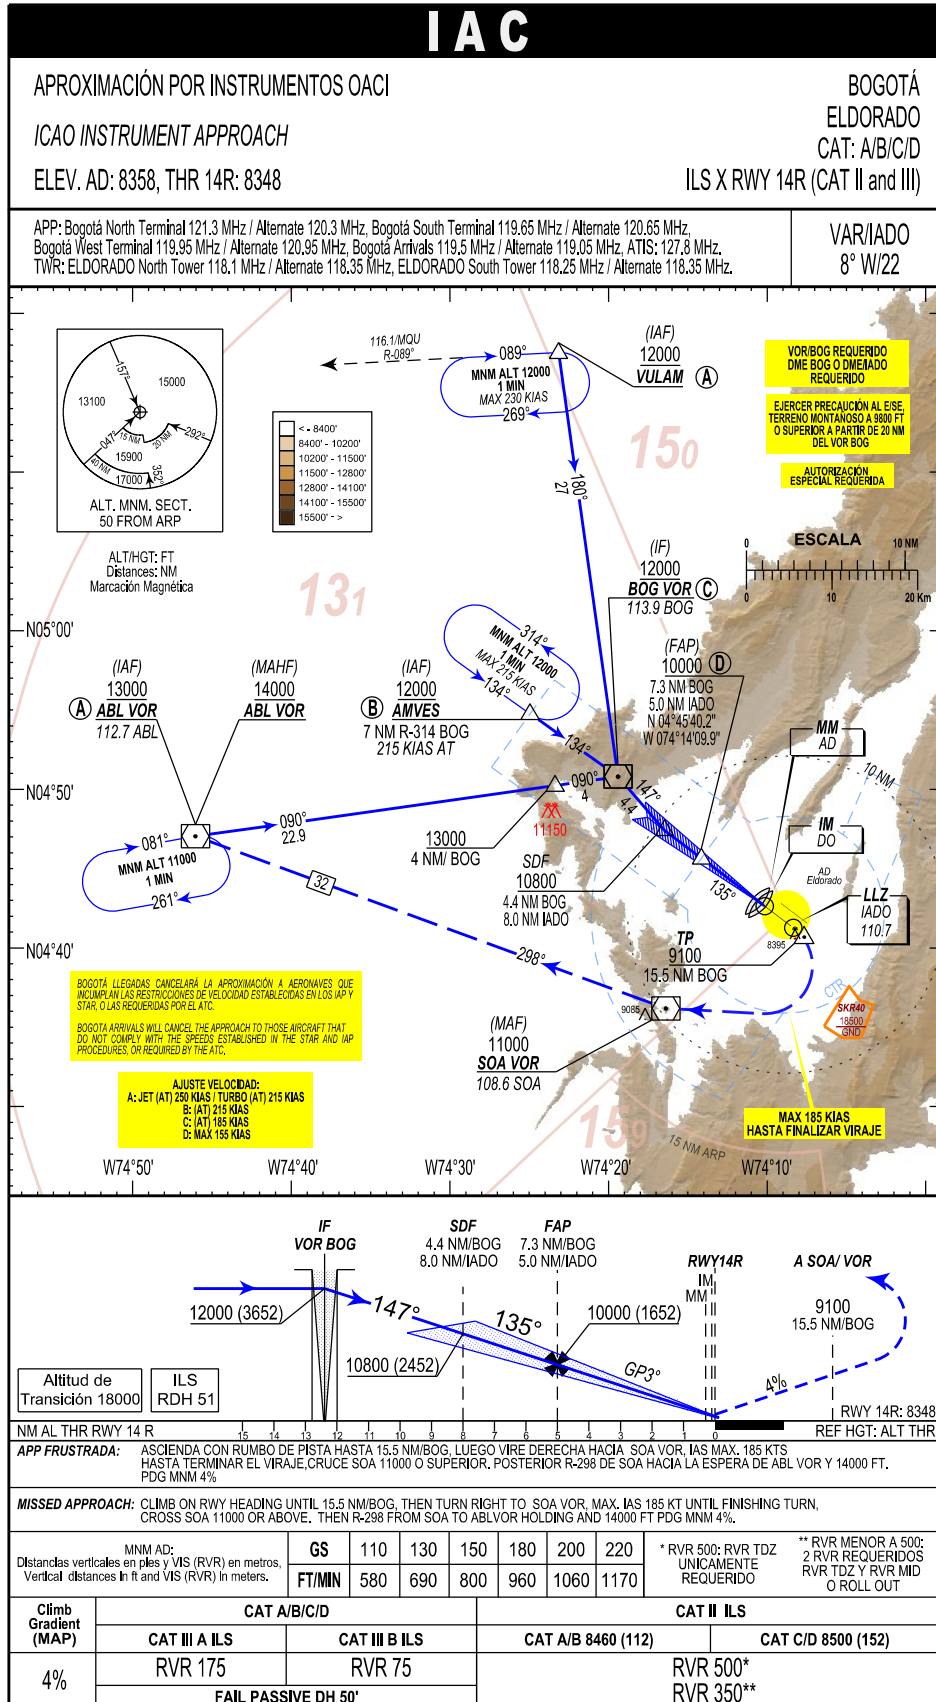 IAC
APROXIMACIÓN POR INSTRUMENTOS OACI
ICAO INSTRUMENT APPROACH
ELEV. AD: 8358, THR 14R: 8348
BOGOTÁ
ELDORADO
CAT: A/B/C/D
ILS X RWY 14R (CAT II and III)
APP: Bogotá North Terminal 121.3 MHz / Alternate 120.3 MHz, Bogotá South Terminal 119.65 MHz / Alternate 120.65 MHz,
Bogotá West Terminal 119.95 MHz / Alternate 120.95 MHz, Bogotá Arrivals 119.5 MHz / Alternate 119.05 MHz, ATIS: 127.8 MHz.
TWR: ELDORADO North Tower 118.1 MHz / Alternate 118.35 MHz, ELDORADO South Tower 118.25 MHz / Alternate 118.35 MHz.
VAR/IADO
8° W/22
157°
15000
13100
047°
15 NM
20 NM
292°
15900
40 NM
17000
352°
ALT. MNM. SECT.
50 FROM ARP
ALT/HGT: FT
Distances: NM
Marcación Magnética
< - 8400'
8400' - 10200'
10200' - 11500'
11500' - 12800'
12800' - 14100'
14100' - 15500'
15500' - >
116.1/MQU
R-089°
089°
MNM ALT 12000
1 MIN
MAX 230 KIAS
269°
(IAF)
12000
VULAM A
VOR/BOG REQUERIDO
DME BOG O DME/IADO
REQUERIDO
EJERCER PRECAUCIÓN AL E/SE,
TERRENO MONTAÑOSO A 9800 FT
O SUPERIOR A PARTIR DE 20 NM
DEL VOR BOG
AUTORIZACIÓN
ESPECIAL REQUERIDA
150
131
159
180°
27
ESCALA
0 10 NM
0 10 20 Km
(IF)
12000
BOG VOR C
113.9 BOG
(FAP)
10000 D
7.3 NM BOG
5.0 NM IADO
N 04°45'40.2"
W 074°14'09.9"
314°
MNM ALT 12000
1 MIN
MAX 215 KIAS
134°
N05°00'
(IAF)
13000
A ABL VOR
112.7 ABL
(MAHF)
14000
ABL VOR
(IAF)
12000
B AMVES
7 NM R-314 BOG
215 KIAS AT
134°
MM
AD
10 NM
N04°50'
090°
4
147°
4.4
11150
090°
22.9
13000
4 NM/ BOG
081°
MNM ALT 11000
1 MIN
261°
32
SDF
10800
4.4 NM BOG
8.0 NM IADO
135°
IM
DO
AD
Eldorado
LLZ
IADO
110.7
8395
N04°40'
298°
TP
9100
15.5 NM BOG
CTR
SKR40
18500
GND
9085
(MAF)
11000
SOA VOR
108.6 SOA
BOGOTÁ LLEGADAS CANCELARÁ LA APROXIMACIÓN A AERONAVES QUE
INCUMPLAN LAS RESTRICCIONES DE VELOCIDAD ESTABLECIDAS EN LOS IAP Y
STAR, O LAS REQUERIDAS POR EL ATC.
BOGOTA ARRIVALS WILL CANCEL THE APPROACH TO THOSE AIRCRAFT THAT
DO NOT COMPLY WITH THE SPEEDS ESTABLISHED IN THE STAR AND IAP
PROCEDURES, OR REQUIRED BY THE ATC.
AJUSTE VELOCIDAD:
A: JET (AT) 250 KIAS / TURBO (AT) 215 KIAS
B: (AT) 215 KIAS
C: (AT) 185 KIAS
D: MAX 155 KIAS
MAX 185 KIAS
HASTA FINALIZAR VIRAJE
15 NM ARP
W74°50' W74°40' W74°30' W74°20' W74°10'
IF
VOR BOG
SDF
4.4 NM/BOG
8.0 NM/IADO
FAP
7.3 NM/BOG
5.0 NM/IADO
RWY14R
IM
MM
A SOA/ VOR
9100
15.5 NM/BOG
12000 (3652)
147°
135°
10000 (1652)
10800 (2452)
GP3°
4%
Altitud de
Transición 18000
ILS
RDH 51
RWY 14R: 8348
NM AL THR RWY 14 R
15 14 13 12 11 10 9 8 7 6 5 4 3 2 1 0
REF HGT: ALT THR
APP FRUSTRADA: ASCIENDA CON RUMBO DE PISTA HASTA 15.5 NM/BOG, LUEGO VIRE DERECHA HACIA SOA VOR, IAS MAX. 185 KTS
HASTA TERMINAR EL VIRAJE,CRUCE SOA 11000 O SUPERIOR. POSTERIOR R-298 DE SOA HACIA LA ESPERA DE ABL VOR Y 14000 FT.
PDG MNM 4%
MISSED APPROACH: CLIMB ON RWY HEADING UNTIL 15.5 NM/BOG, THEN TURN RIGHT TO SOA VOR, MAX. IAS 185 KT UNTIL FINISHING TURN,
CROSS SOA 11000 OR ABOVE. THEN R-298 FROM SOA TO ABLVOR HOLDING AND 14000 FT PDG MNM 4%.
MNM AD:
Distancias verticales en pies y VIS (RVR) en metros,
Vertical distances in ft and VIS (RVR) in meters.
GS 110 130 150 180 200 220
FT/MIN 580 690 800 960 1060 1170
* RVR 500: RVR TDZ
UNICAMENTE
REQUERIDO
** RVR MENOR A 500:
2 RVR REQUERIDOS
RVR TDZ Y RVR MID
O ROLL OUT
Climb
Gradient
(MAP)
CAT A/B/C/D
CAT II ILS
CAT III A ILS
CAT III B ILS
CAT A/B 8460 (112)
CAT C/D 8500 (152)
4%
RVR 175
RVR 75
RVR 500*
RVR 350**
FAIL PASSIVE DH 50'